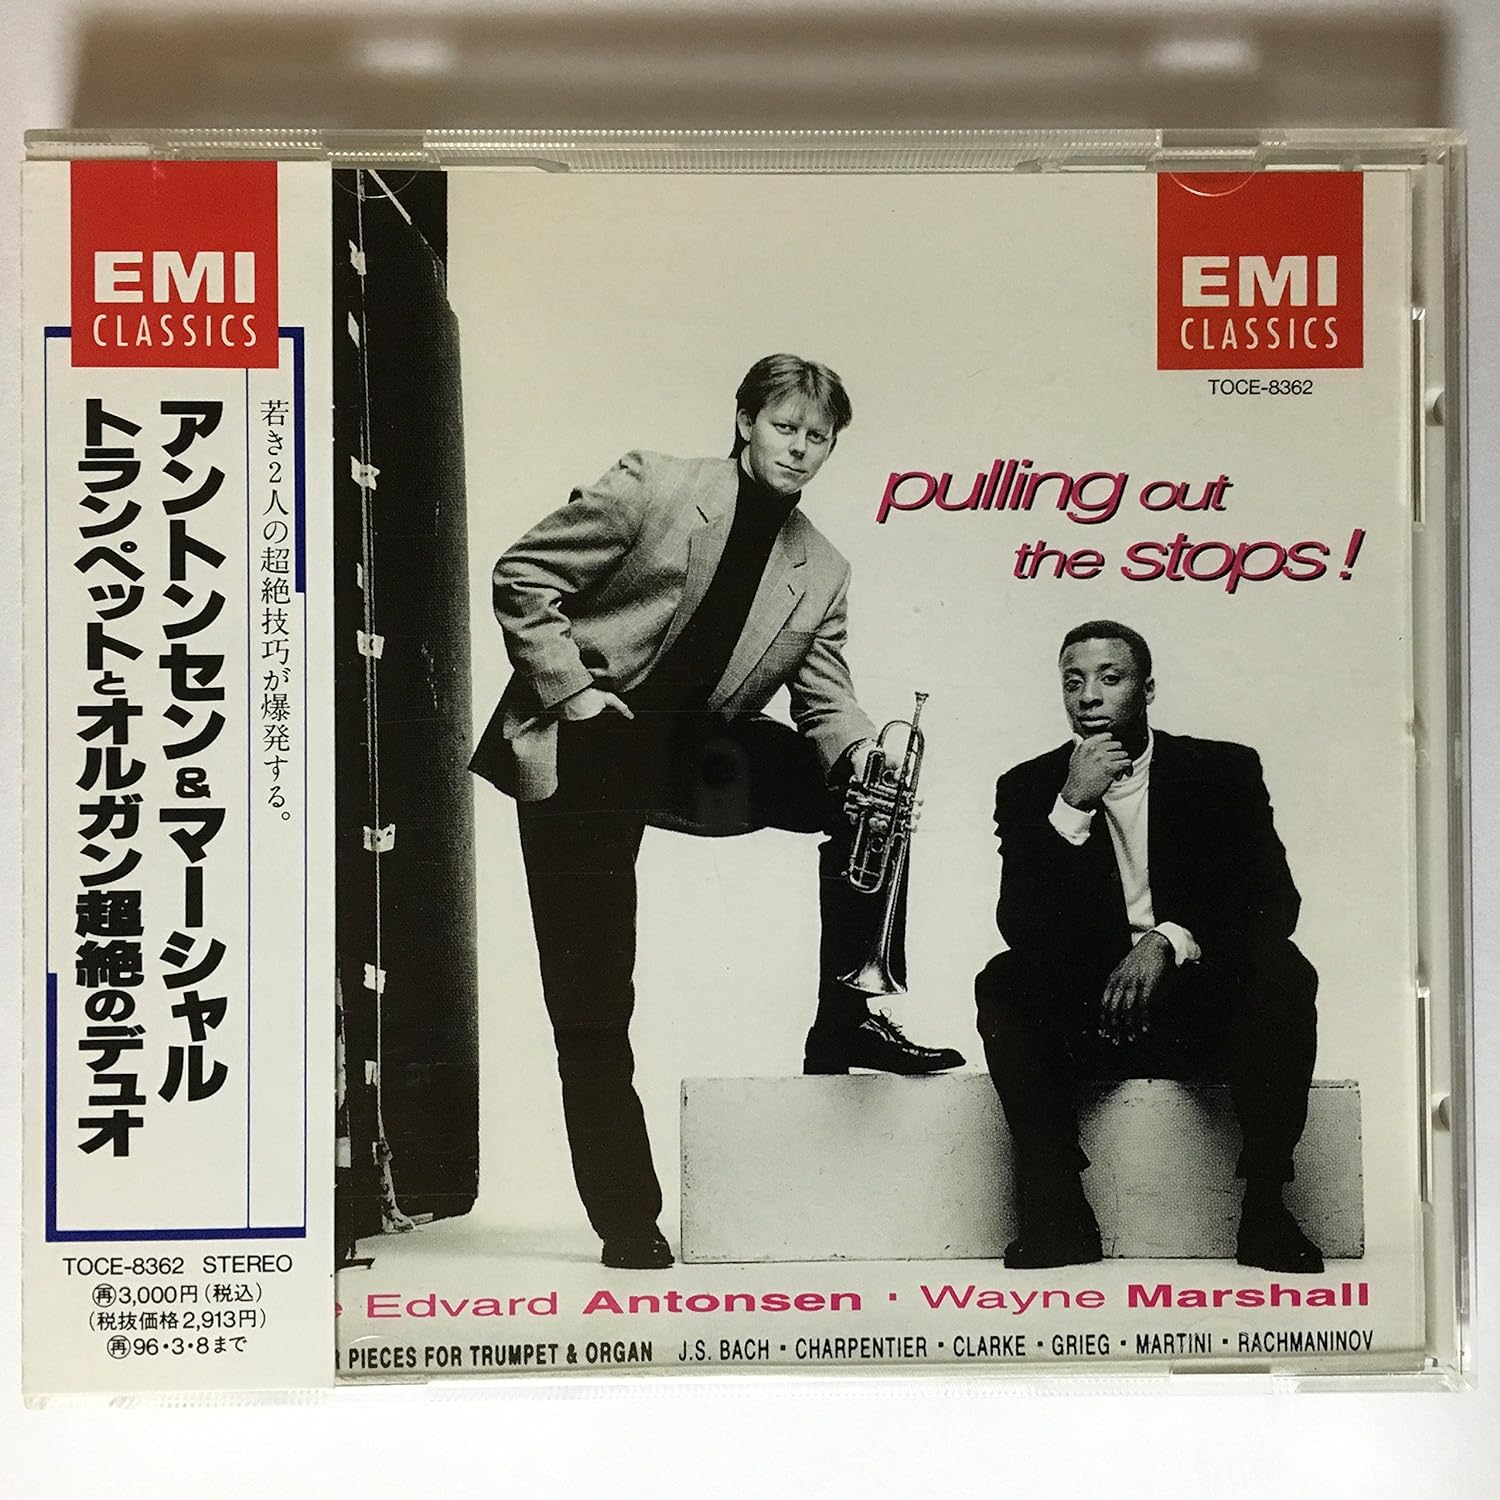 EMI
CLASSICS
若き2人の超絶技巧が爆発する。
アントンセン&マーシャル
トランペットとオルガン超絶のデュオ
TOCE-8362 STEREO
再3,000円(税込)
(税抜価格2,913円)
再96・3・8まで
EMI
CLASSICS
TOCE-8362
pulling out
the stops!
Edvard Antonsen · Wayne Marshall
PIECES FOR TRUMPET & ORGAN J.S. BACH · CHARPENTIER · CLARKE · GRIEG · MARTINI · RACHMANINOV